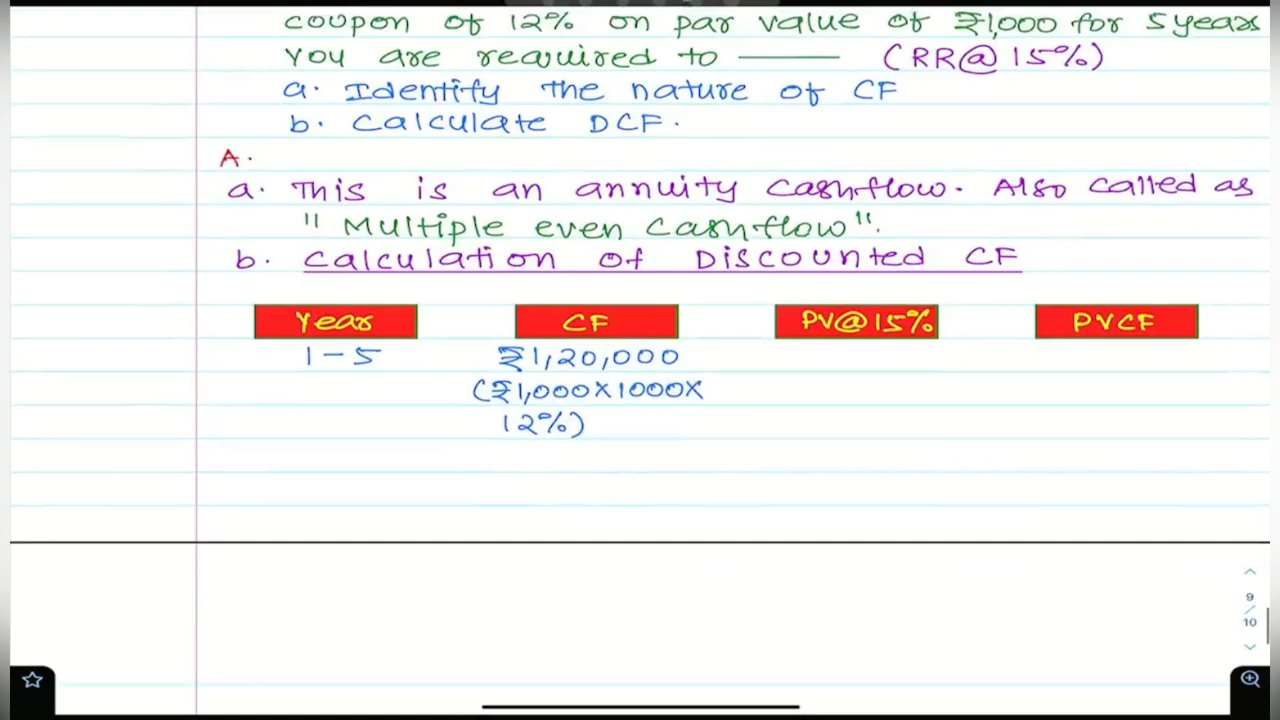 coupon of 12% on par value of ₹1,000 for 5 years
You are required to ——— (RR@15%)
a. Identify the nature of CF
b. Calculate DCF.
A.
a. This is an annuity cashflow. Also called as
" Multiple even cashflow".
b. Calculation of Discounted CF
Year CF PV@15% PVCF
1-5 ₹1,20,000
(₹1,000×1000×
12%)
9
/
10